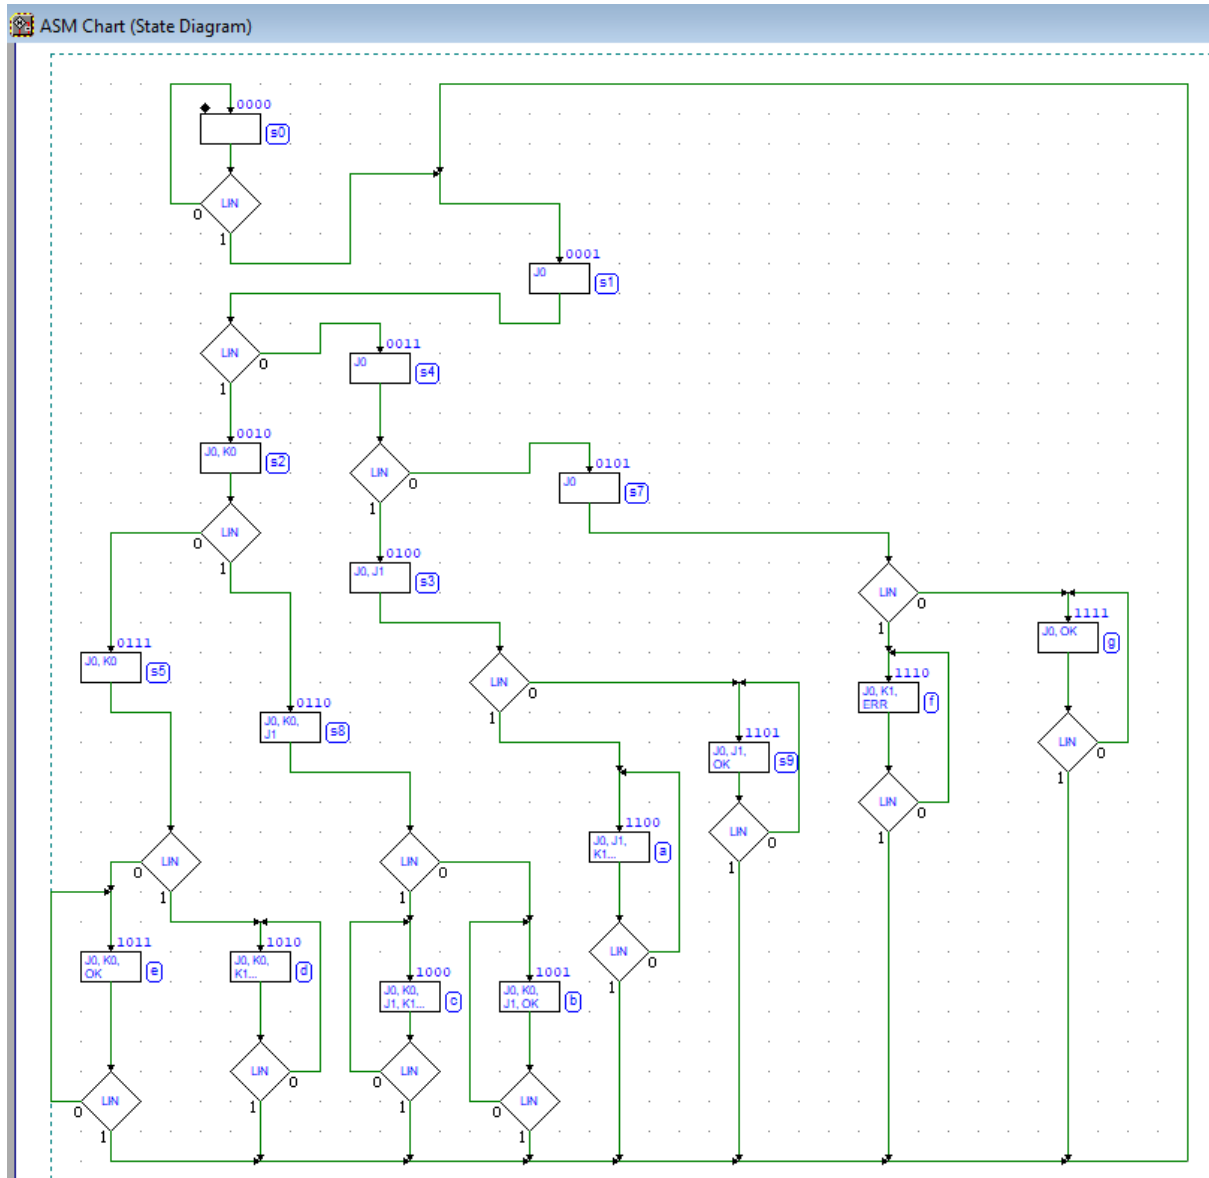 ASM Chart (State Diagram)
0000
s0
LIN
0
1
0001
J0
s1
LIN
0
1
0011
J0
s4
0010
J0, K0
s2
LIN
0
1
0101
J0
s7
LIN
0
1
0100
J0, J1
s3
LIN
0
1
1111
J0, OK
g
0111
J0, K0
s5
LIN
0
1
1110
J0, K1,
ERR
f
0110
J0, K0,
J1
s8
1101
J0, J1,
OK
s9
LIN
0
1
LIN
0
1
LIN
0
1
1100
J0, J1,
K1...
a
LIN
0
1
LIN
0
1
1011
J0, K0,
OK
e
1010
J0, K0,
K1...
d
LIN
0
1
1000
J0, K0,
J1, K1...
c
1001
J0, K0,
J1, OK
b
LIN
0
1
LIN
0
1
LIN
0
1
LIN
0
1